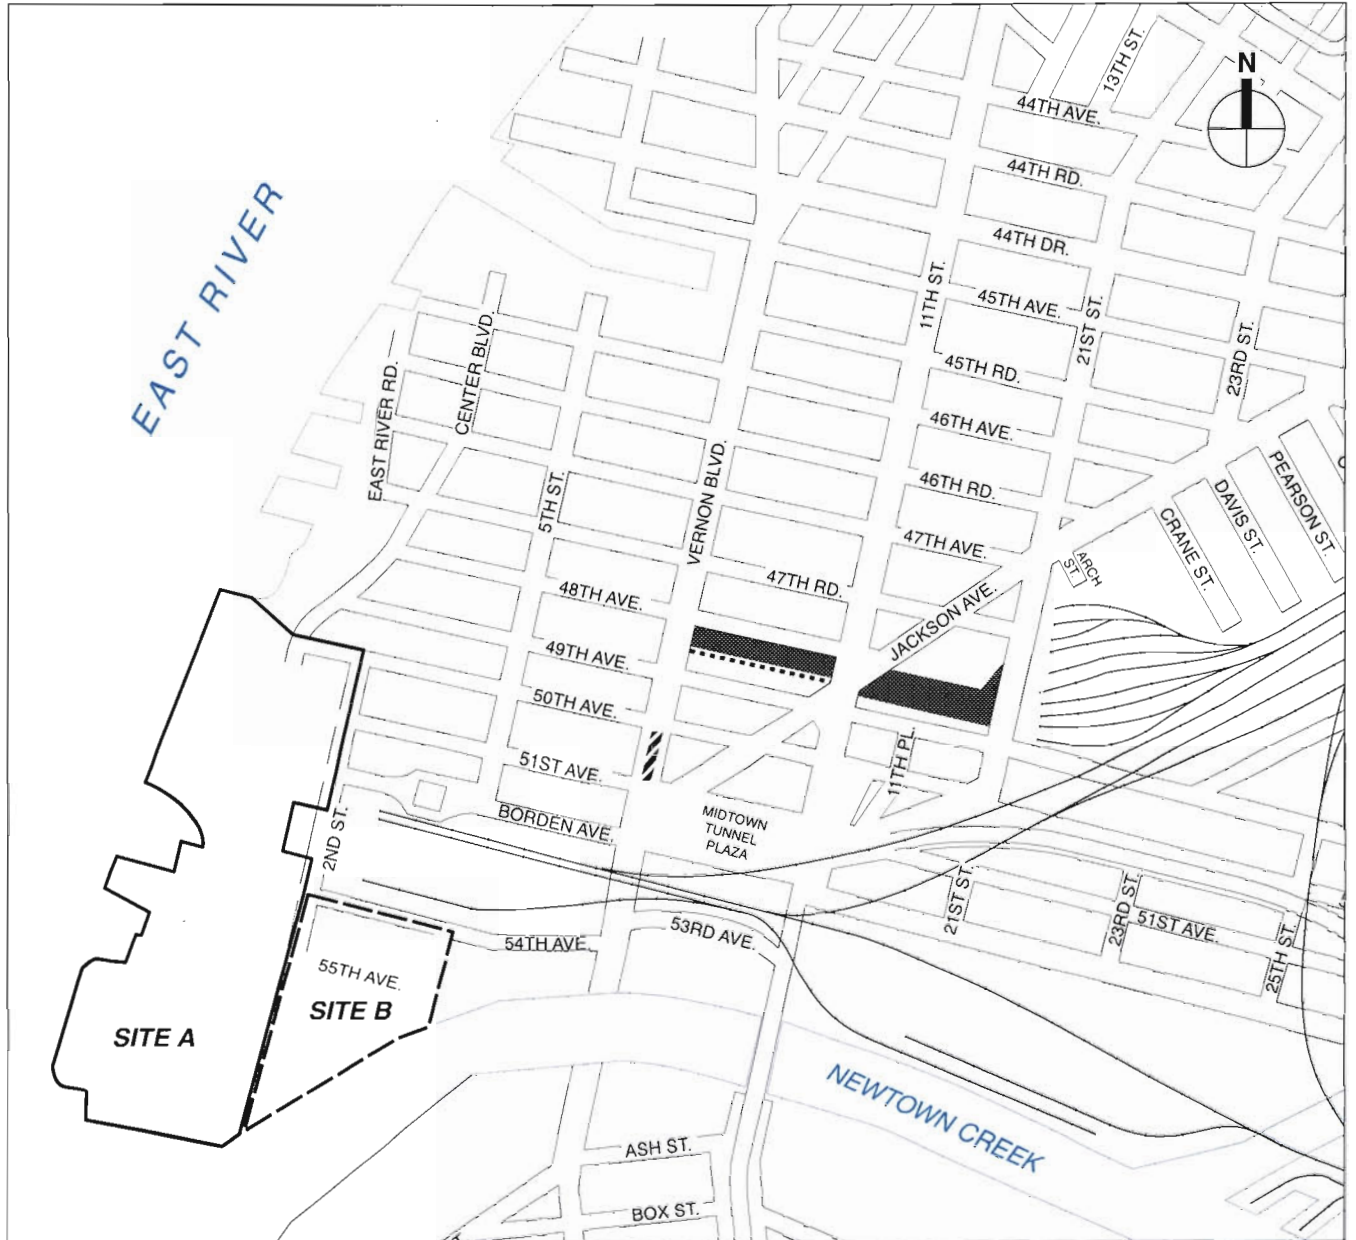 13TH ST.
N
44TH AVE.
44TH RD.
EAST RIVER
44TH DR.
11TH ST.
45TH AVE.
21ST ST.
CENTER BLVD.
23RD ST.
EAST RIVER RD.
45TH RD.
46TH AVE.
VERNON BLVD.
5TH ST.
46TH RD.
PEARSON ST.
DAVIS ST.
CRANE ST.
47TH AVE.
ARCH
ST
47TH RD.
48TH AVE.
JACKSON AVE.
49TH AVE.
50TH AVE.
11TH PL.
51ST AVE.
BORDEN AVE.
MIDTOWN
TUNNEL
PLAZA
2ND ST.
21ST ST.
23RD ST.
51ST AVE.
53RD AVE.
54TH AVE.
25TH ST.
55TH AVE.
SITE B
SITE A
NEWTOWN CREEK
ASH ST.
BOX ST.